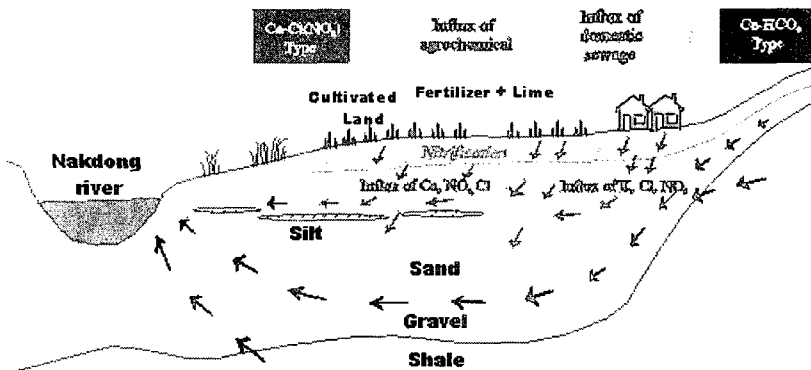 Ca-Cl(NO₃)
Type
Influx of
agrochemical
Influx of
domestic
sewage
Ca-HCO₃
Type
Cultivated
Land
Fertilizer + Lime
Nakdong
river
Nitrification
Influx of Ca, NO₃, Cl
Influx of K, Cl, NO₃
Silt
Sand
Gravel
Shale